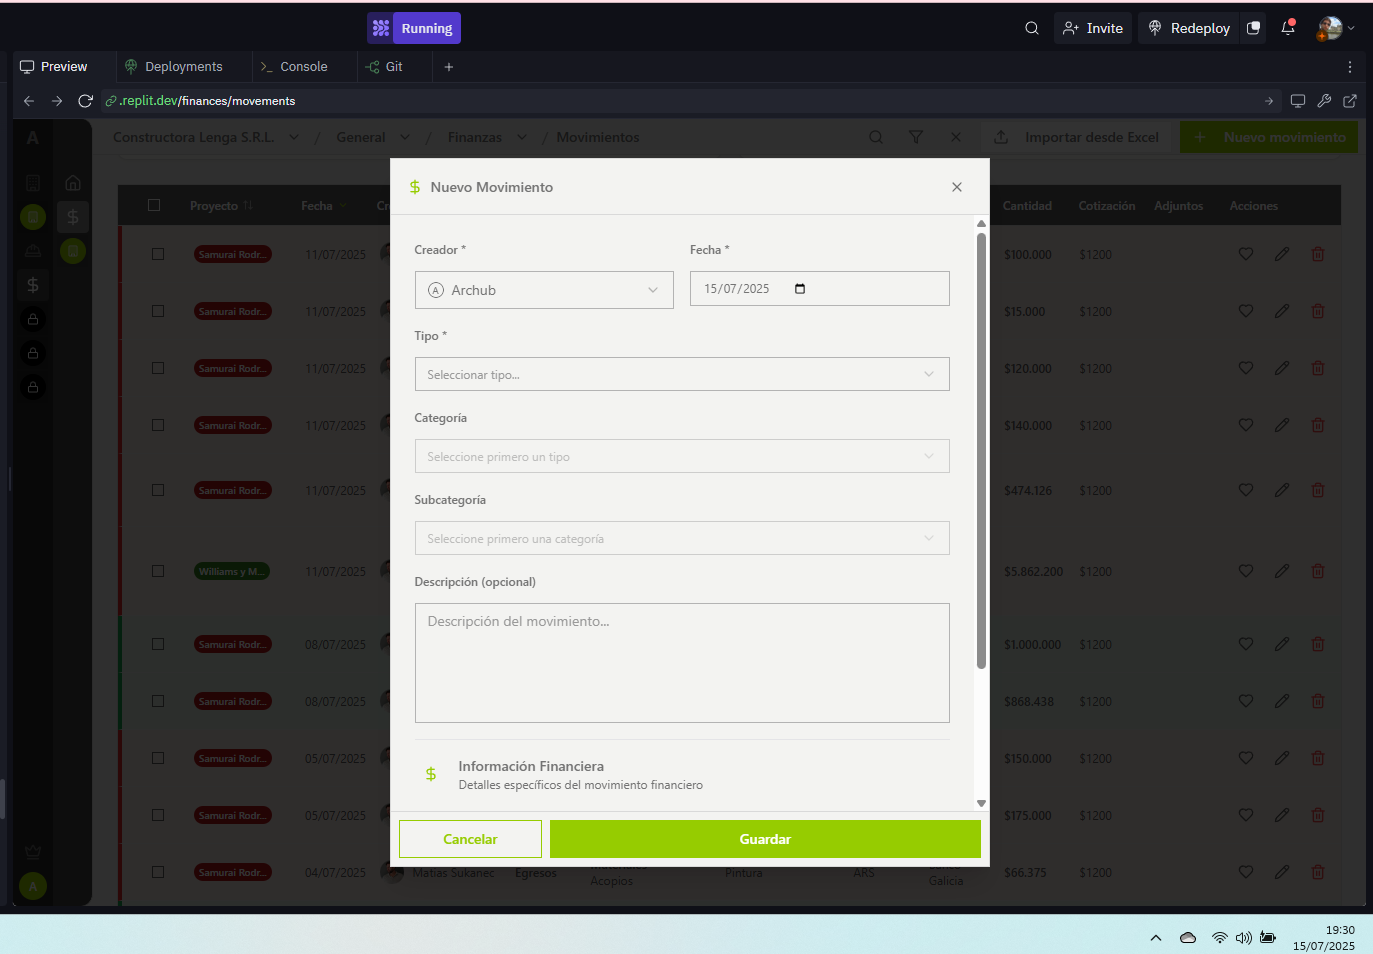 Running
Invite
Redeploy
Preview
Deployments
Console
Git
.replit.dev/finances/movements
A
Constructora Lenga S.R.L. / General / Finanzas / Movimientos
Importar desde Excel
+ Nuevo movimiento
$ Nuevo Movimiento
Proyecto Fecha Cr
Cantidad Cotización Adjuntos Acciones
Creador *
Fecha *
A Archub
15/07/2025
Tipo *
Seleccionar tipo...
Categoría
Seleccione primero un tipo
Subcategoría
Seleccione primero una categoría
Descripción (opcional)
Descripción del movimiento...
$ Información Financiera
Detalles específicos del movimiento financiero
Cancelar
Guardar
Samurai Rodr... 11/07/2025 $100.000 $1200
Samurai Rodr... 11/07/2025 $15.000 $1200
Samurai Rodr... 11/07/2025 $120.000 $1200
Samurai Rodr... 11/07/2025 $140.000 $1200
Samurai Rodr... 11/07/2025 $474.126 $1200
Williams y M... 11/07/2025 $5.862.200 $1200
Samurai Rodr... 08/07/2025 $1.000.000 $1200
Samurai Rodr... 08/07/2025 $868.438 $1200
Samurai Rodr... 05/07/2025 $150.000 $1200
Samurai Rodr... 05/07/2025 $175.000 $1200
Samurai Rodr... 04/07/2025 Matias Sukanec Egresos Acopios Pintura ARS Galicia $66.375 $1200
A
19:30
15/07/2025